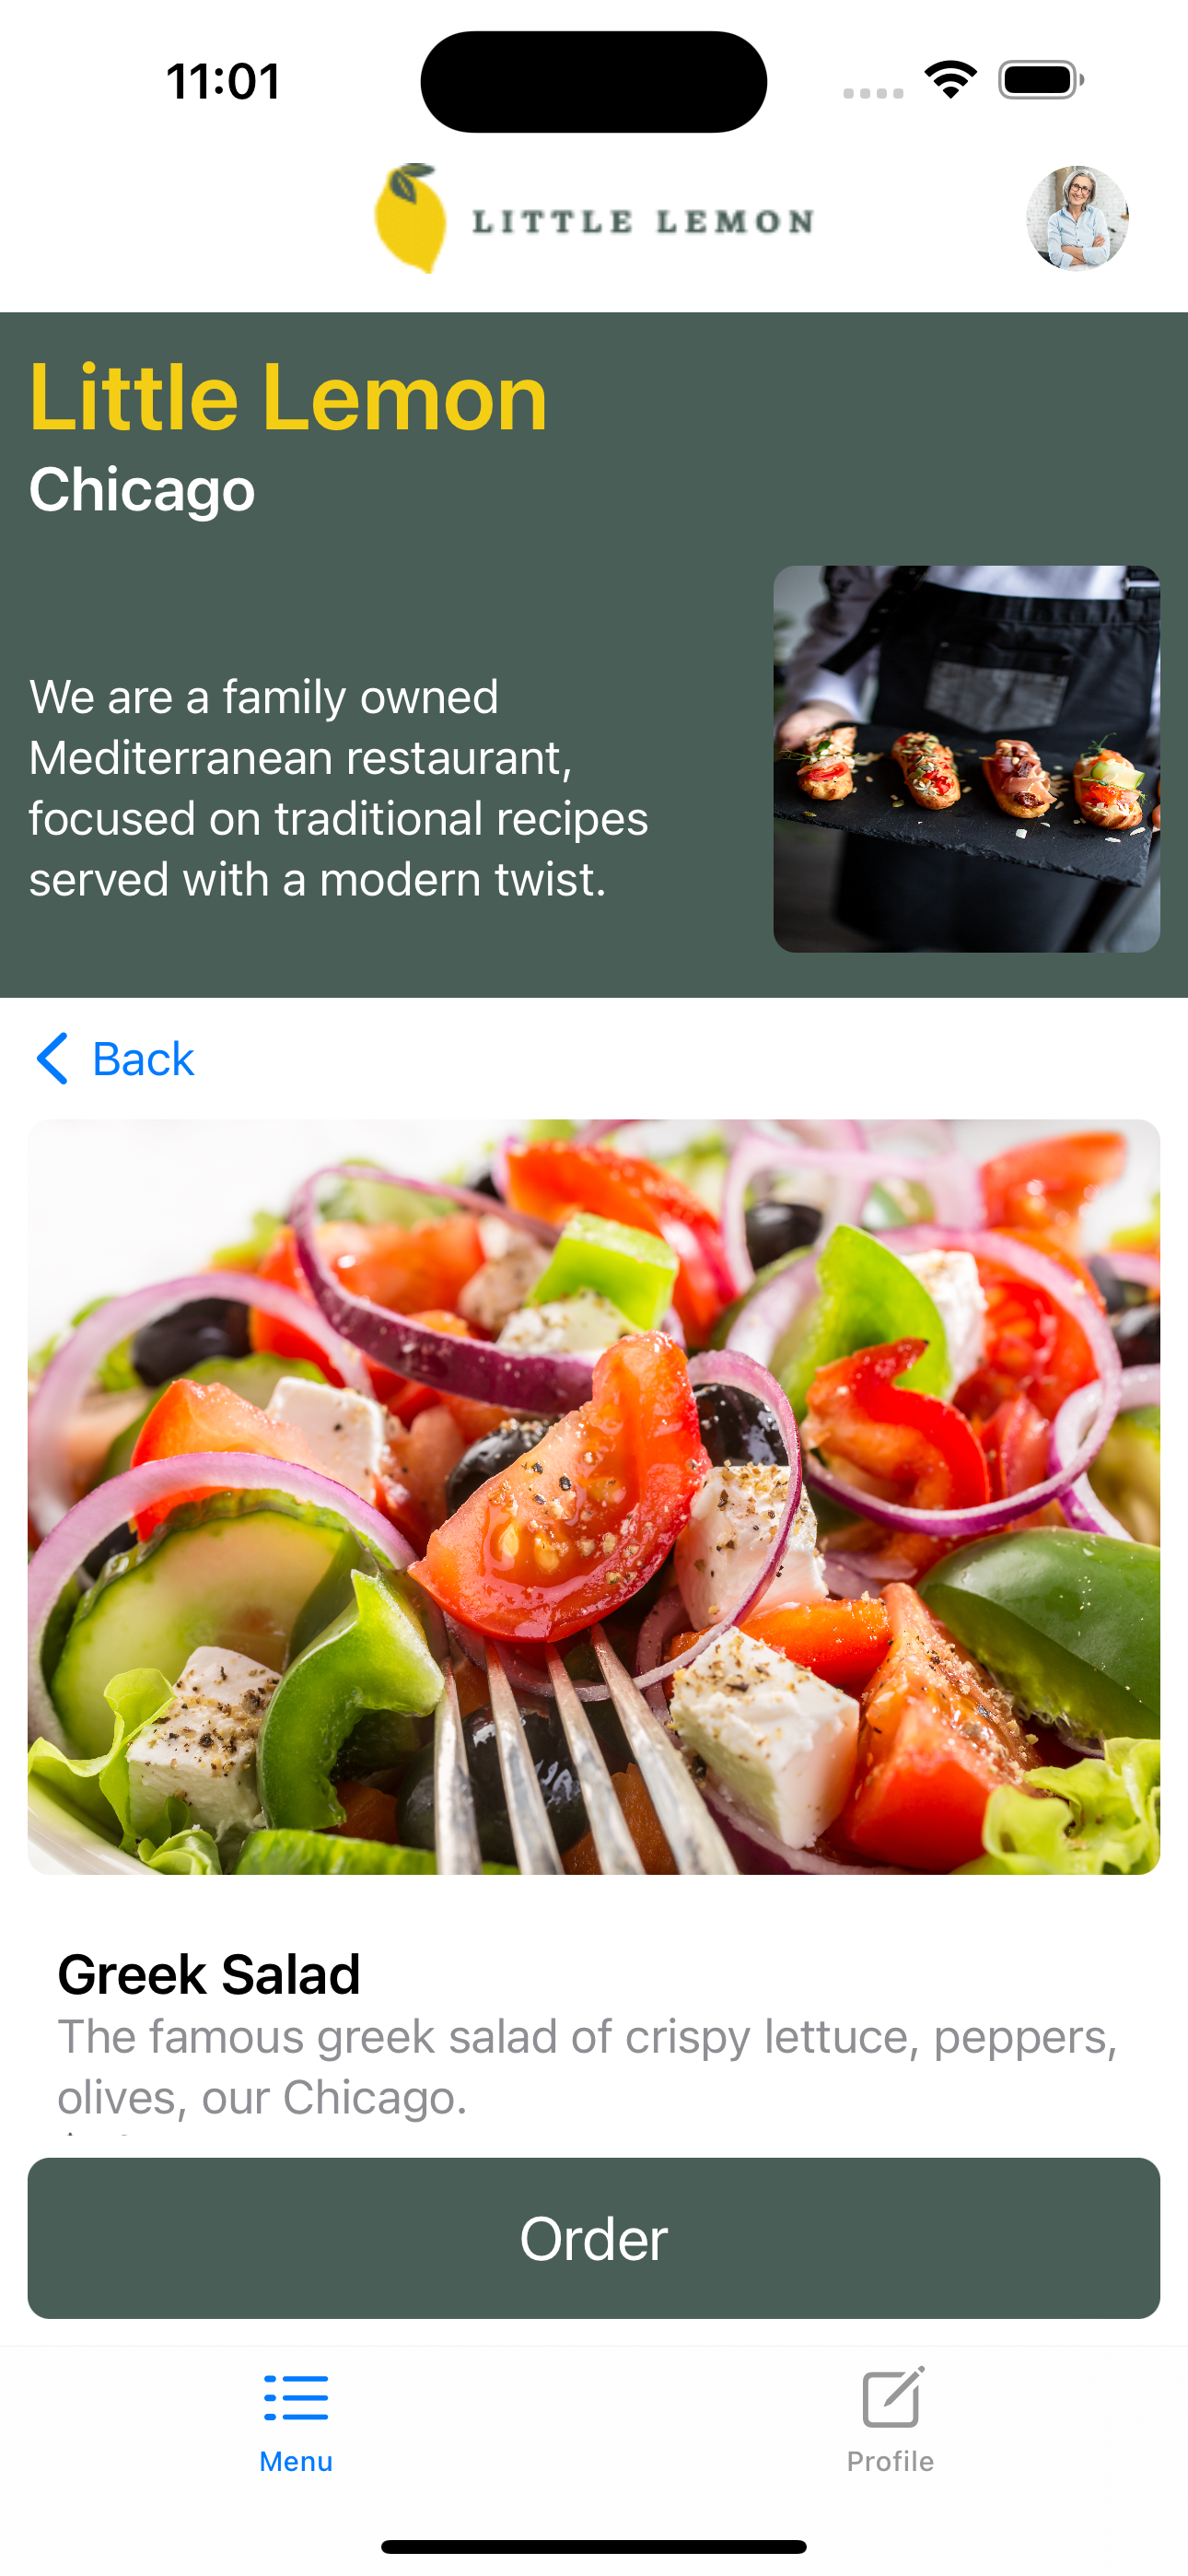 11:01
LITTLE LEMON
Little Lemon
Chicago
We are a family owned
Mediterranean restaurant,
focused on traditional recipes
served with a modern twist.
Back
Greek Salad
The famous greek salad of crispy lettuce, peppers,
olives, our Chicago.
Order
Menu
Profile